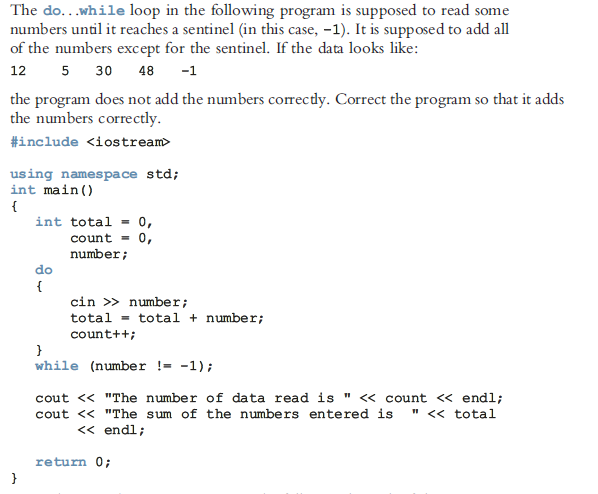 The do...while loop in the following program is supposed to read some
numbers until it reaches a sentinel (in this case, -1). It is supposed to add all
of the numbers except for the sentinel. If the data looks like:
12 5 30 48 -1
the program does not add the numbers correctly. Correct the program so that it adds
the numbers correctly.
#include <iostream>
using namespace std;
int main()
{
int total = 0,
count = 0,
number;
do
{
cin >> number;
total = total + number;
count++;
}
while (number != -1);
cout << "The number of data read is " << count << endl;
cout << "The sum of the numbers entered is  " << total
<< endl;
return 0;
}